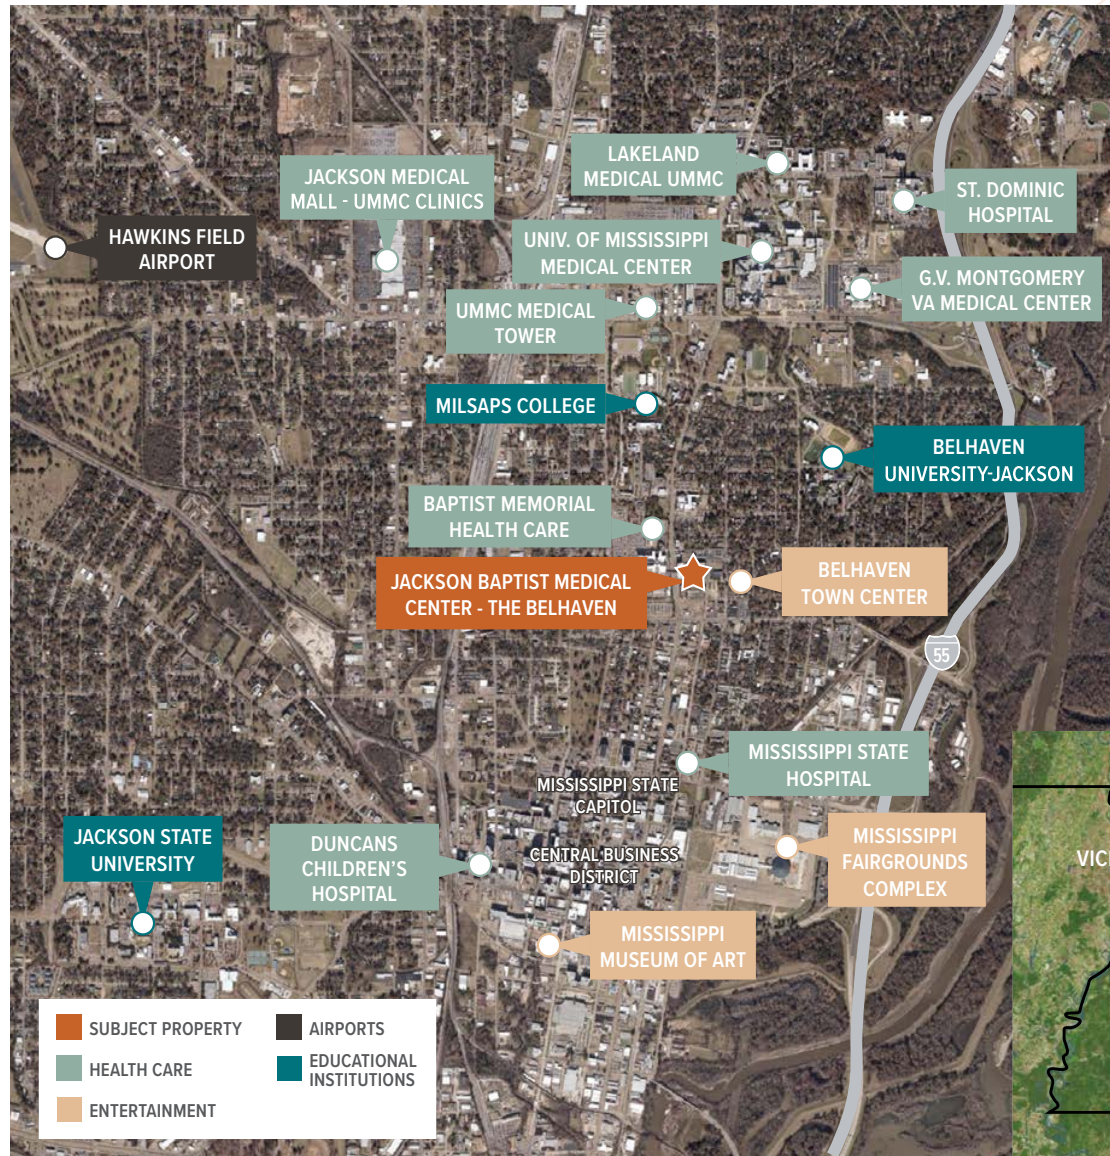 LAKELAND
MEDICAL UMMC
JACKSON MEDICAL
MALL - UMMC CLINICS
ST. DOMINIC
HOSPITAL
HAWKINS FIELD
AIRPORT
UNIV. OF MISSISSIPPI
MEDICAL CENTER
G.V. MONTGOMERY
VA MEDICAL CENTER
UMMC MEDICAL
TOWER
MILSAPS COLLEGE
BELHAVEN
UNIVERSITY-JACKSON
BAPTIST MEMORIAL
HEALTH CARE
JACKSON BAPTIST MEDICAL
CENTER - THE BELHAVEN
BELHAVEN
TOWN CENTER
55
MISSISSIPPI STATE
HOSPITAL
MISSISSIPPI STATE
CAPITOL
JACKSON STATE
UNIVERSITY
DUNCANS
CHILDREN'S
HOSPITAL
CENTRAL BUSINESS
DISTRICT
MISSISSIPPI
FAIRGROUNDS
COMPLEX
VIC
MISSISSIPPI
MUSEUM OF ART
SUBJECT PROPERTY
AIRPORTS
HEALTH CARE
EDUCATIONAL
INSTITUTIONS
ENTERTAINMENT